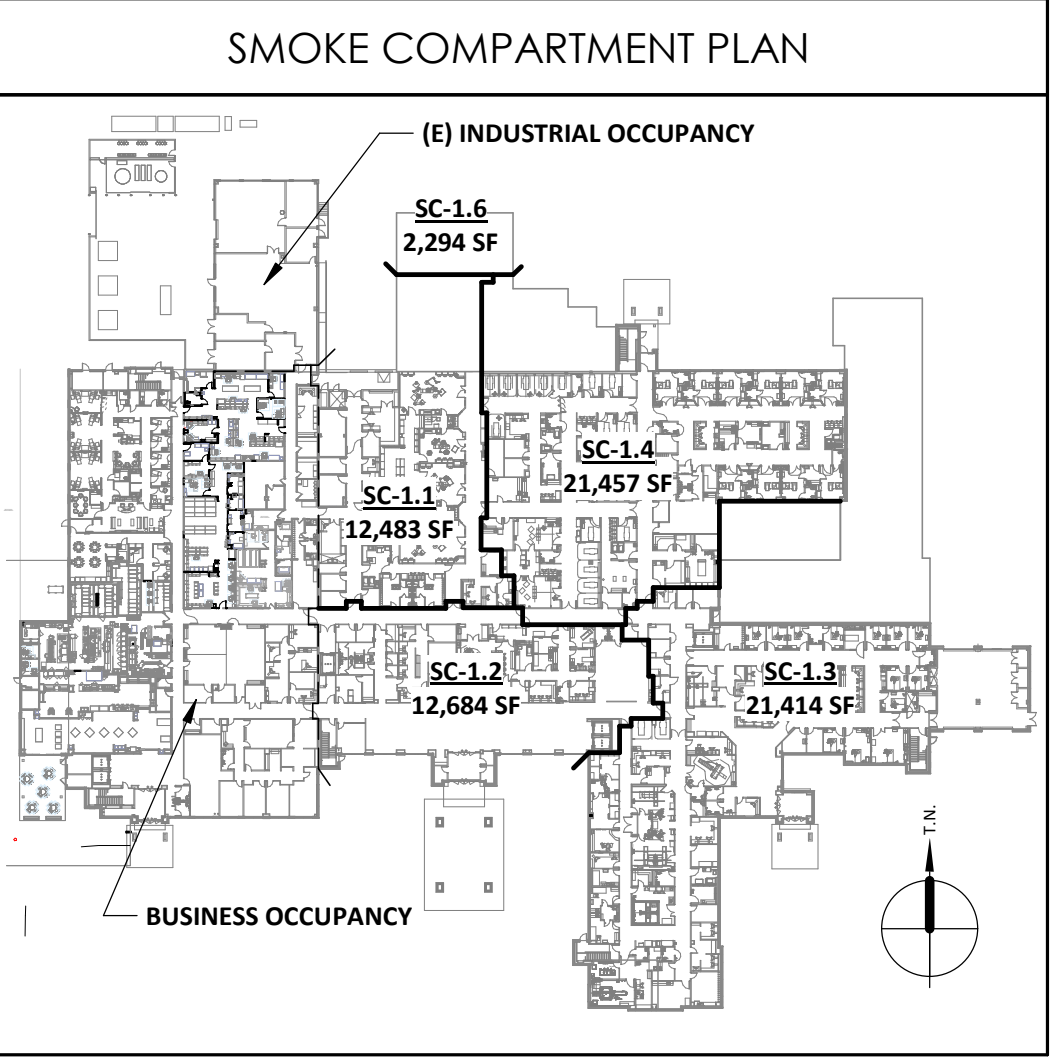 SMOKE COMPARTMENT PLAN
(E) INDUSTRIAL OCCUPANCY
SC-1.6
2,294 SF
SC-1.4
21,457 SF
SC-1.1
12,483 SF
SC-1.2
12,684 SF
SC-1.3
21,414 SF
T.N.
BUSINESS OCCUPANCY